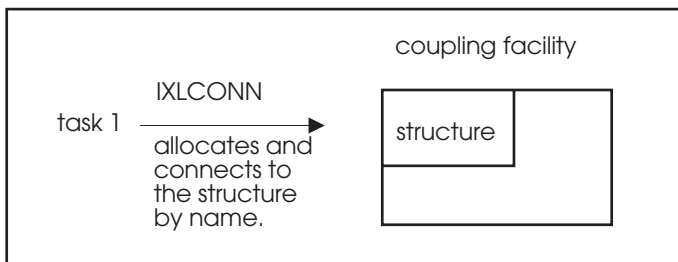 coupling facility
IXLCONN
task 1
allocates and
connects to
the structure
by name.
structure